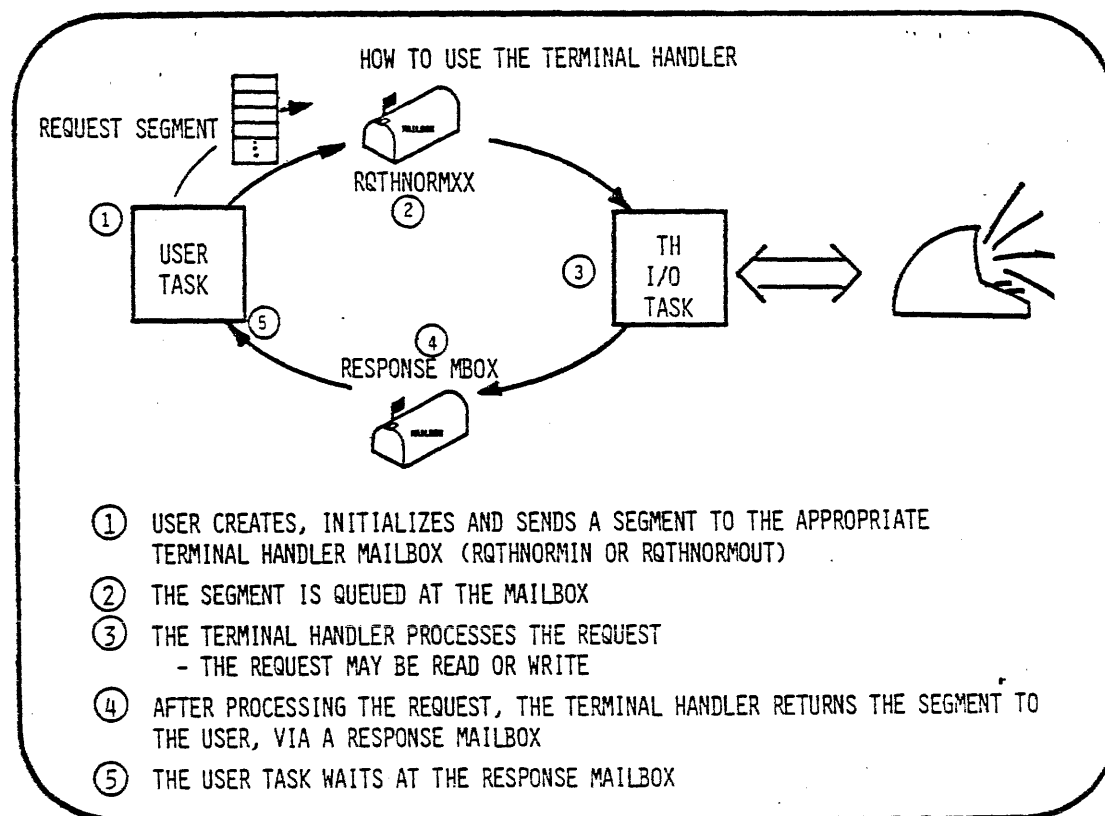 HOW TO USE THE TERMINAL HANDLER
REQUEST SEGMENT
MAILBOX
RQTHNORMXX
1
2
USER
TASK
3
TH
I/O
TASK
5
4
RESPONSE MBOX
MAILBOX
1 USER CREATES, INITIALIZES AND SENDS A SEGMENT TO THE APPROPRIATE
TERMINAL HANDLER MAILBOX (RQTHNORMIN OR RQTHNORMOUT)
2 THE SEGMENT IS QUEUED AT THE MAILBOX
3 THE TERMINAL HANDLER PROCESSES THE REQUEST
- THE REQUEST MAY BE READ OR WRITE
4 AFTER PROCESSING THE REQUEST, THE TERMINAL HANDLER RETURNS THE SEGMENT TO
THE USER, VIA A RESPONSE MAILBOX
5 THE USER TASK WAITS AT THE RESPONSE MAILBOX